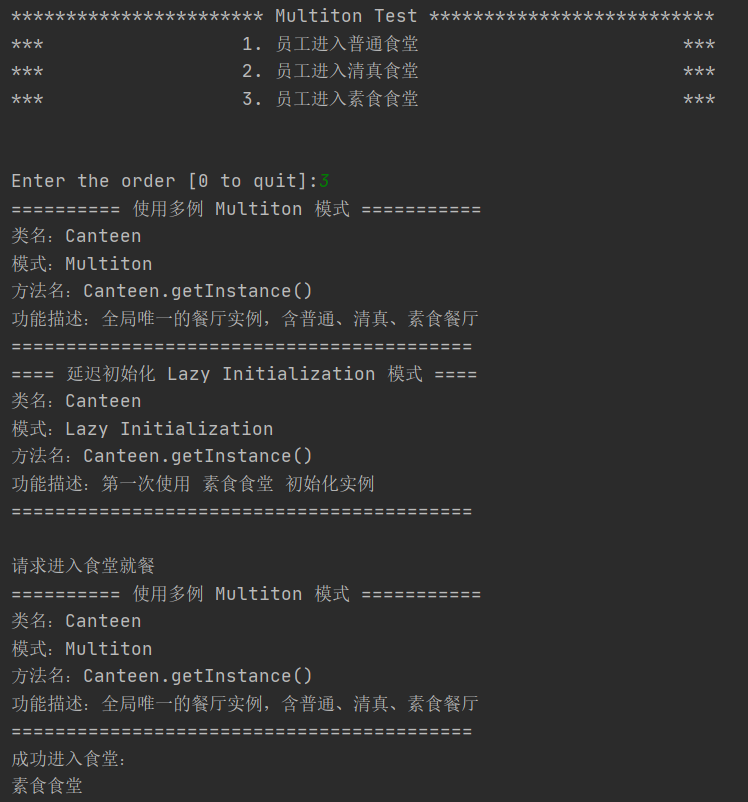 *********************** Multiton Test **************************
***                  1. 员工进入普通食堂                        ***
***                  2. 员工进入清真食堂                        ***
***                  3. 员工进入素食食堂                        ***
Enter the order [0 to quit]:3
========== 使用多例 Multiton 模式 ===========
类名：Canteen
模式：Multiton
方法名：Canteen.getInstance()
功能描述：全局唯一的餐厅实例，含普通、清真、素食餐厅
==========================================
==== 延迟初始化 Lazy Initialization 模式 ====
类名：Canteen
模式：Lazy Initialization
方法名：Canteen.getInstance()
功能描述：第一次使用 素食食堂 初始化实例
==========================================
请求进入食堂就餐
========== 使用多例 Multiton 模式 ===========
类名：Canteen
模式：Multiton
方法名：Canteen.getInstance()
功能描述：全局唯一的餐厅实例，含普通、清真、素食餐厅
==========================================
成功进入食堂：
素食食堂